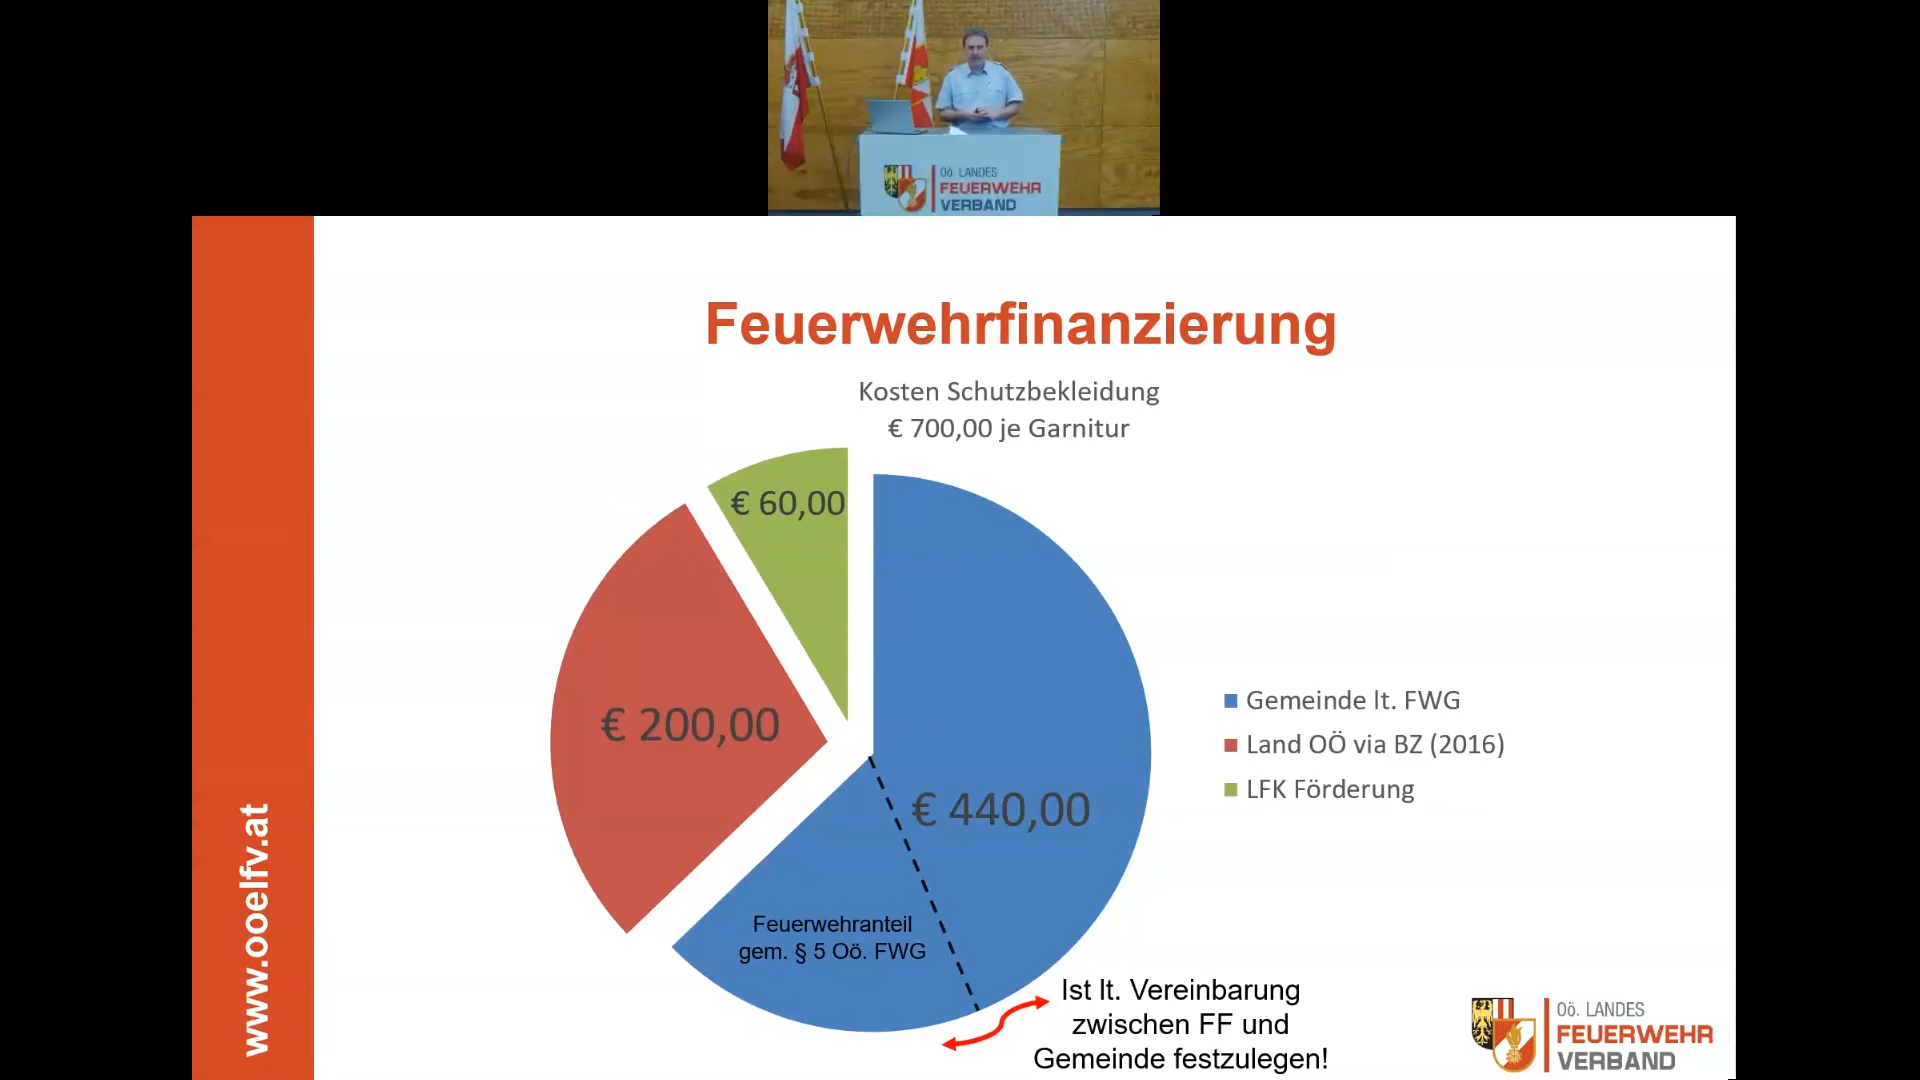 OÖ. LANDES
FEUERWEHR
VERBAND
Feuerwehrfinanzierung
Kosten Schutzbekleidung
€ 700,00 je Garnitur
€ 60,00
€ 200,00
€ 440,00
Gemeinde lt. FWG
Land OÖ via BZ (2016)
LFK Förderung
Feuerwehranteil
gem. § 5 Oö. FWG
Ist lt. Vereinbarung
zwischen FF und
Gemeinde festzulegen!
www.ooelfv.at
Oö. LANDES
FEUERWEHR
VERBAND